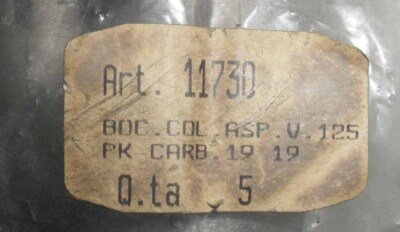 Art. 11730
BOC.COL.ASP.V.125
PK CARB.19 19
Q.ta 5